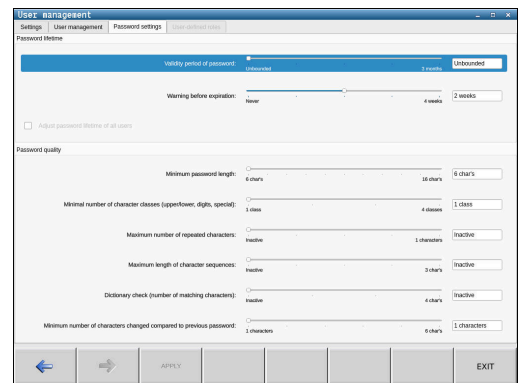 User management
Settings User management Password settings User-defined roles
Password lifetime
Validity period of password: Unbounded 3 months Unbounded
Warning before expiration: Never 4 weeks 2 weeks
Adjust password lifetime of all users
Password quality
Minimum password length: 6 char's 16 char's 6 char's
Minimal number of character classes (upper/lower, digits, special): 1 class 4 classes 1 class
Maximum number of repeated characters: Inactive 1 characters Inactive
Maximum length of character sequences: Inactive 3 char's Inactive
Dictionary check (number of matching characters): Inactive 4 char's Inactive
Minimum number of characters changed compared to previous password: 1 characters 6 char's 1 characters
APPLY EXIT